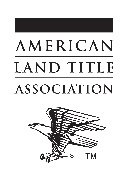 AMERICAN
LAND TITLE
ASSOCIATION
TM